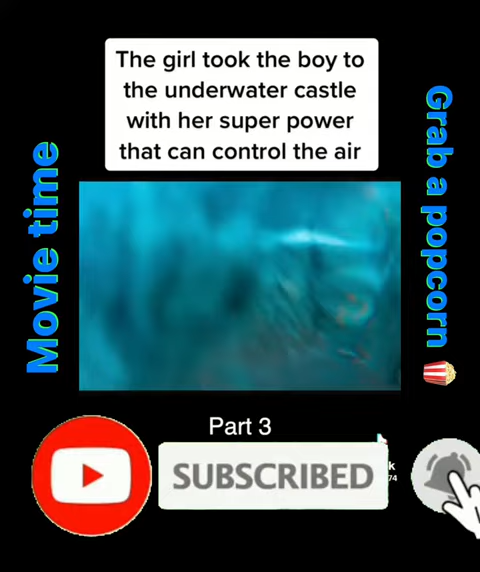 The girl took the boy to
the underwater castle
with her super power
that can control the air
Movie time
Grab a popcorn 🍿
Part 3
SUBSCRIBED
k
74